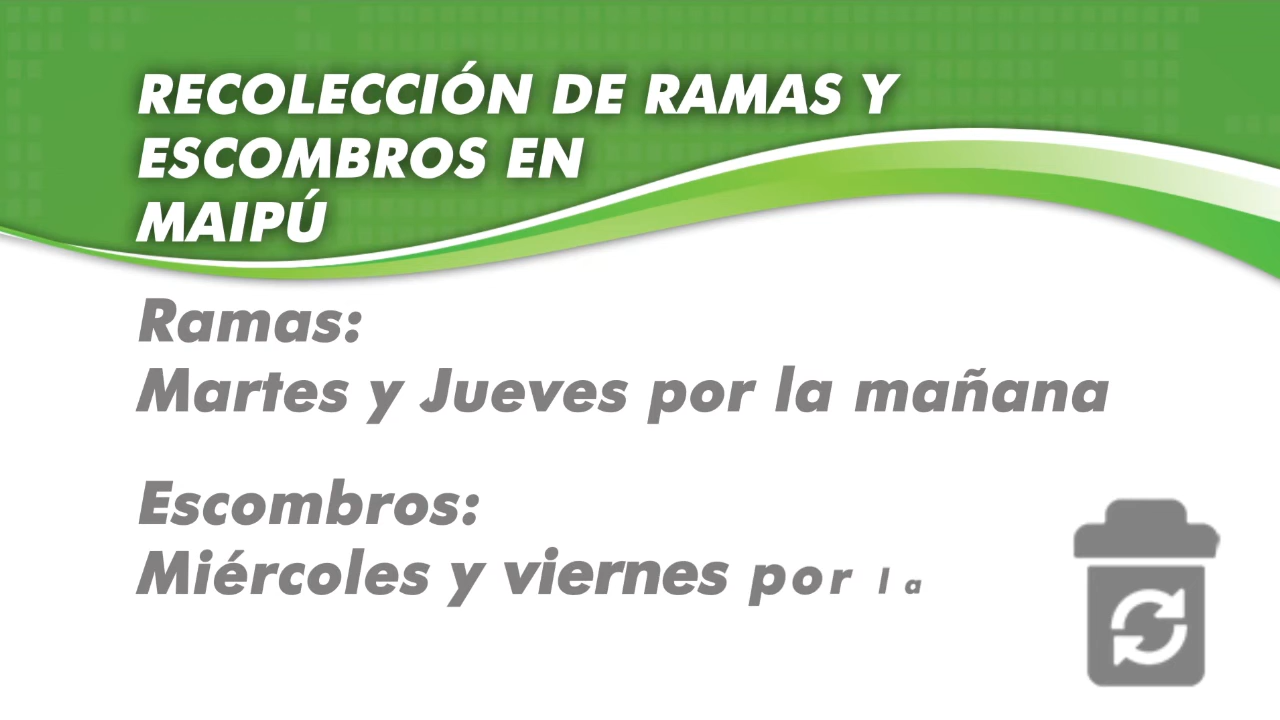 RECOLECCIÓN DE RAMAS Y
ESCOMBROS EN
MAIPÚ
Ramas:
Martes y Jueves por la mañana
Escombros:
Miércoles y viernes por la